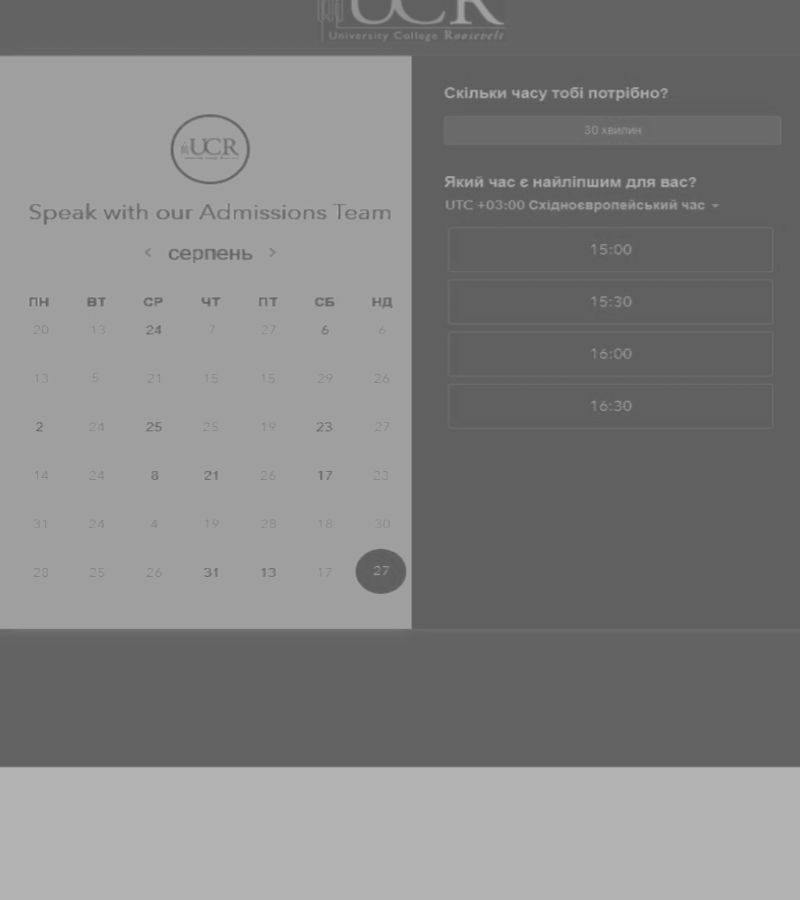 UCR
University College Roosevelt
UCR
Speak with our Admissions Team
< серпень >
ПН ВТ СР ЧТ ПТ СБ НД
20 13 24 7 27 6 6
13 5 21 15 15 29 26
2 24 25 25 19 23 27
14 24 8 21 26 17 23
31 24 4 19 28 18 30
28 25 26 31 13 17 27
Скільки часу тобі потрібно?
30 хвилин
Який час є найліпшим для вас?
UTC +03:00 Східноєвропейський час
15:00
15:30
16:00
16:30